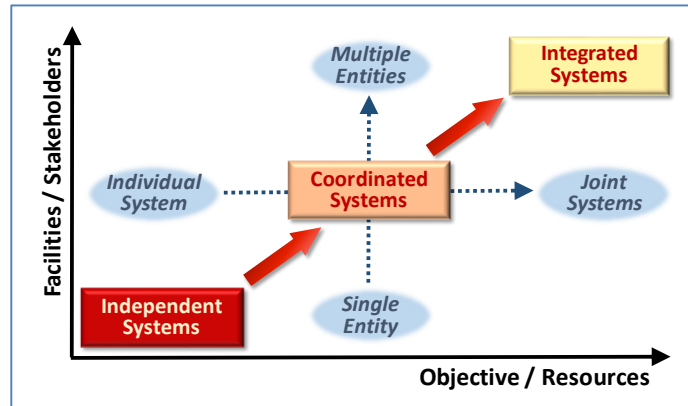 Facilities / Stakeholders
Multiple
Entities
Integrated
Systems
Individual
System
Coordinated
Systems
Joint
Systems
Independent
Systems
Single
Entity
Objective / Resources